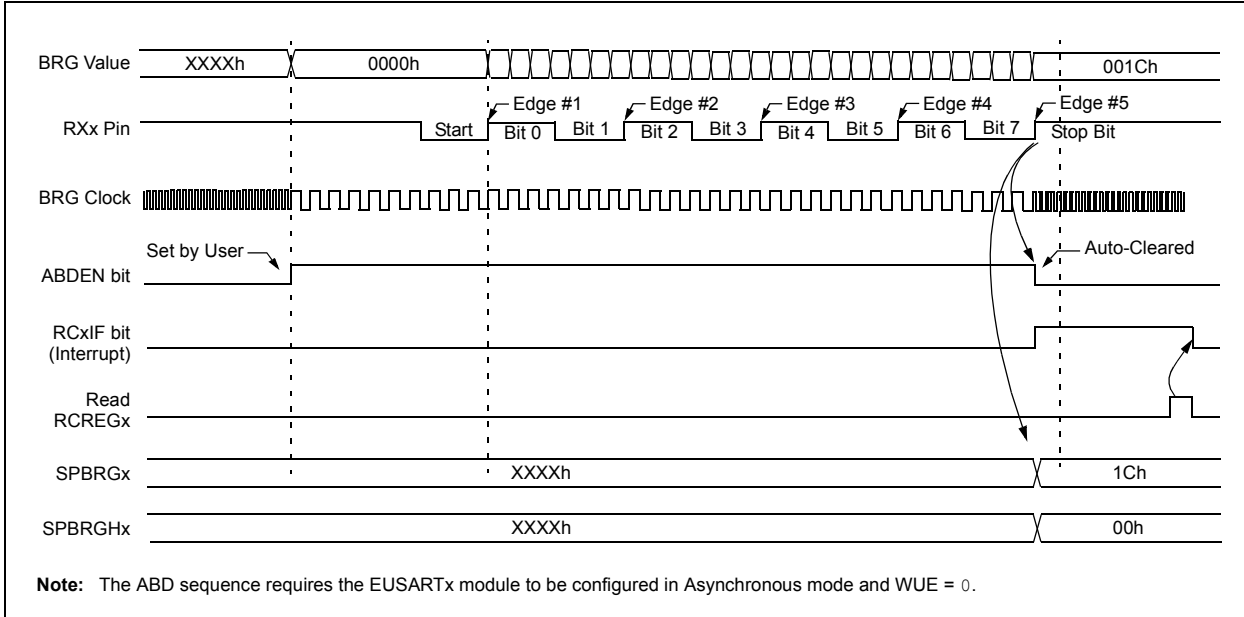 BRG Value XXXXh 0000h 001Ch
Edge #1 Edge #2 Edge #3 Edge #4 Edge #5
RXx Pin Start Bit 0 Bit 1 Bit 2 Bit 3 Bit 4 Bit 5 Bit 6 Bit 7 Stop Bit
BRG Clock
Set by User Auto-Cleared
ABDEN bit
RCxIF bit
(Interrupt)
Read
RCREGx
SPBRGx XXXXh 1Ch
SPBRGHx XXXXh 00h
Note: The ABD sequence requires the EUSARTx module to be configured in Asynchronous mode and WUE = 0.